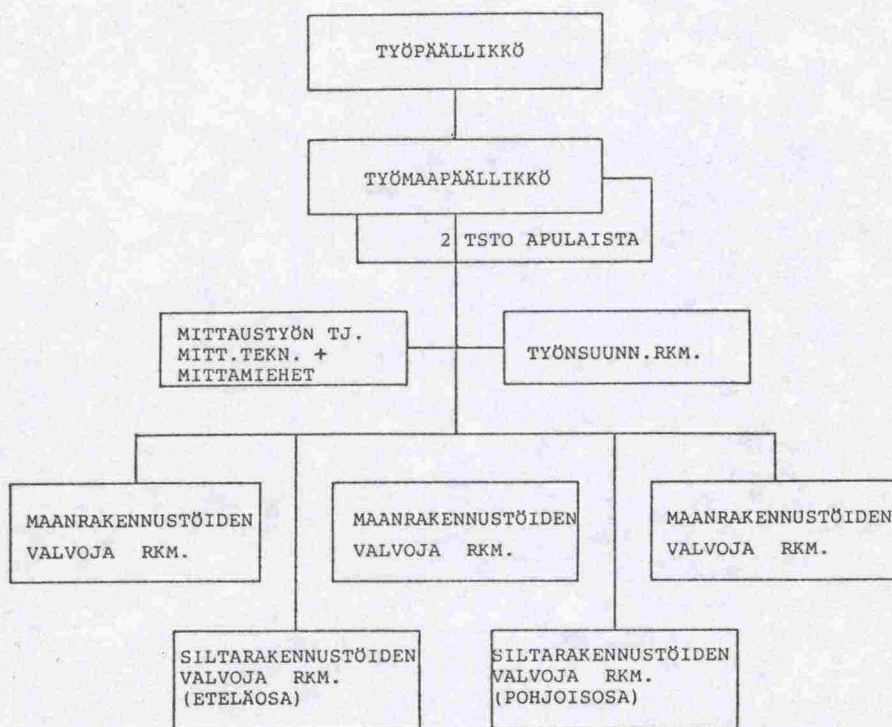 TYÖPÄÄLLIKKÖ
TYÖMAAPÄÄLLIKKÖ
2 TSTO APULAISTA
MITTAUSTYÖN TJ.
MITT.TEKN. +
MITTAMIEHET
TYÖNSUUNN.RKM.
MAANRAKENNUSTÖIDEN
VALVOJA RKM.
MAANRAKENNUSTÖIDEN
VALVOJA RKM.
MAANRAKENNUSTÖIDEN
VALVOJA RKM.
SILTARAKENNUSTÖIDEN
VALVOJA RKM.
(ETELÄOSA)
SILTARAKENNUSTÖIDEN
VALVOJA RKM.
(POHJOISOSA)